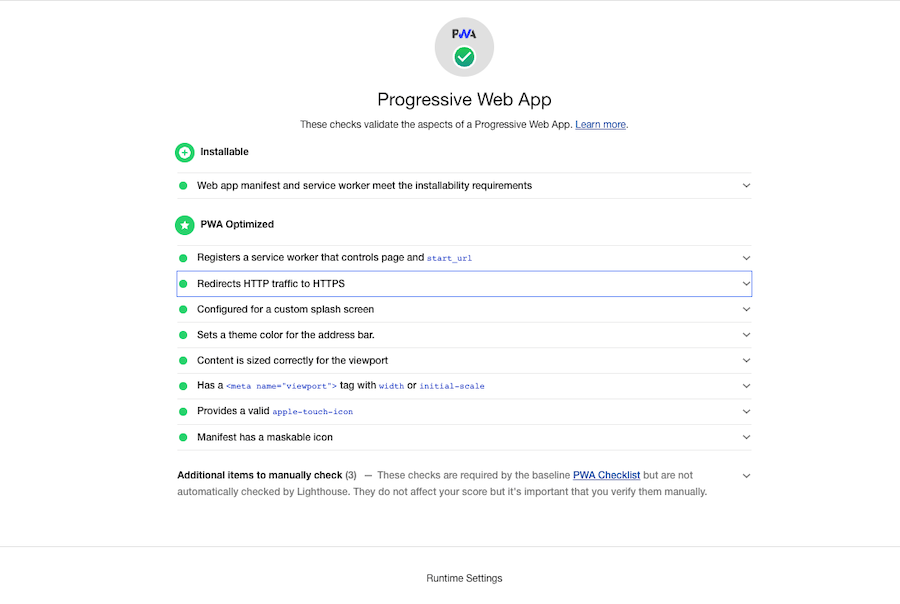 PWA
Progressive Web App
These checks validate the aspects of a Progressive Web App. Learn more.
Installable
Web app manifest and service worker meet the installability requirements
PWA Optimized
Registers a service worker that controls page and start_url
Redirects HTTP traffic to HTTPS
Configured for a custom splash screen
Sets a theme color for the address bar.
Content is sized correctly for the viewport
Has a <meta name="viewport"> tag with width or initial-scale
Provides a valid apple-touch-icon
Manifest has a maskable icon
Additional items to manually check (3) — These checks are required by the baseline PWA Checklist but are not
automatically checked by Lighthouse. They do not affect your score but it's important that you verify them manually.
Runtime Settings